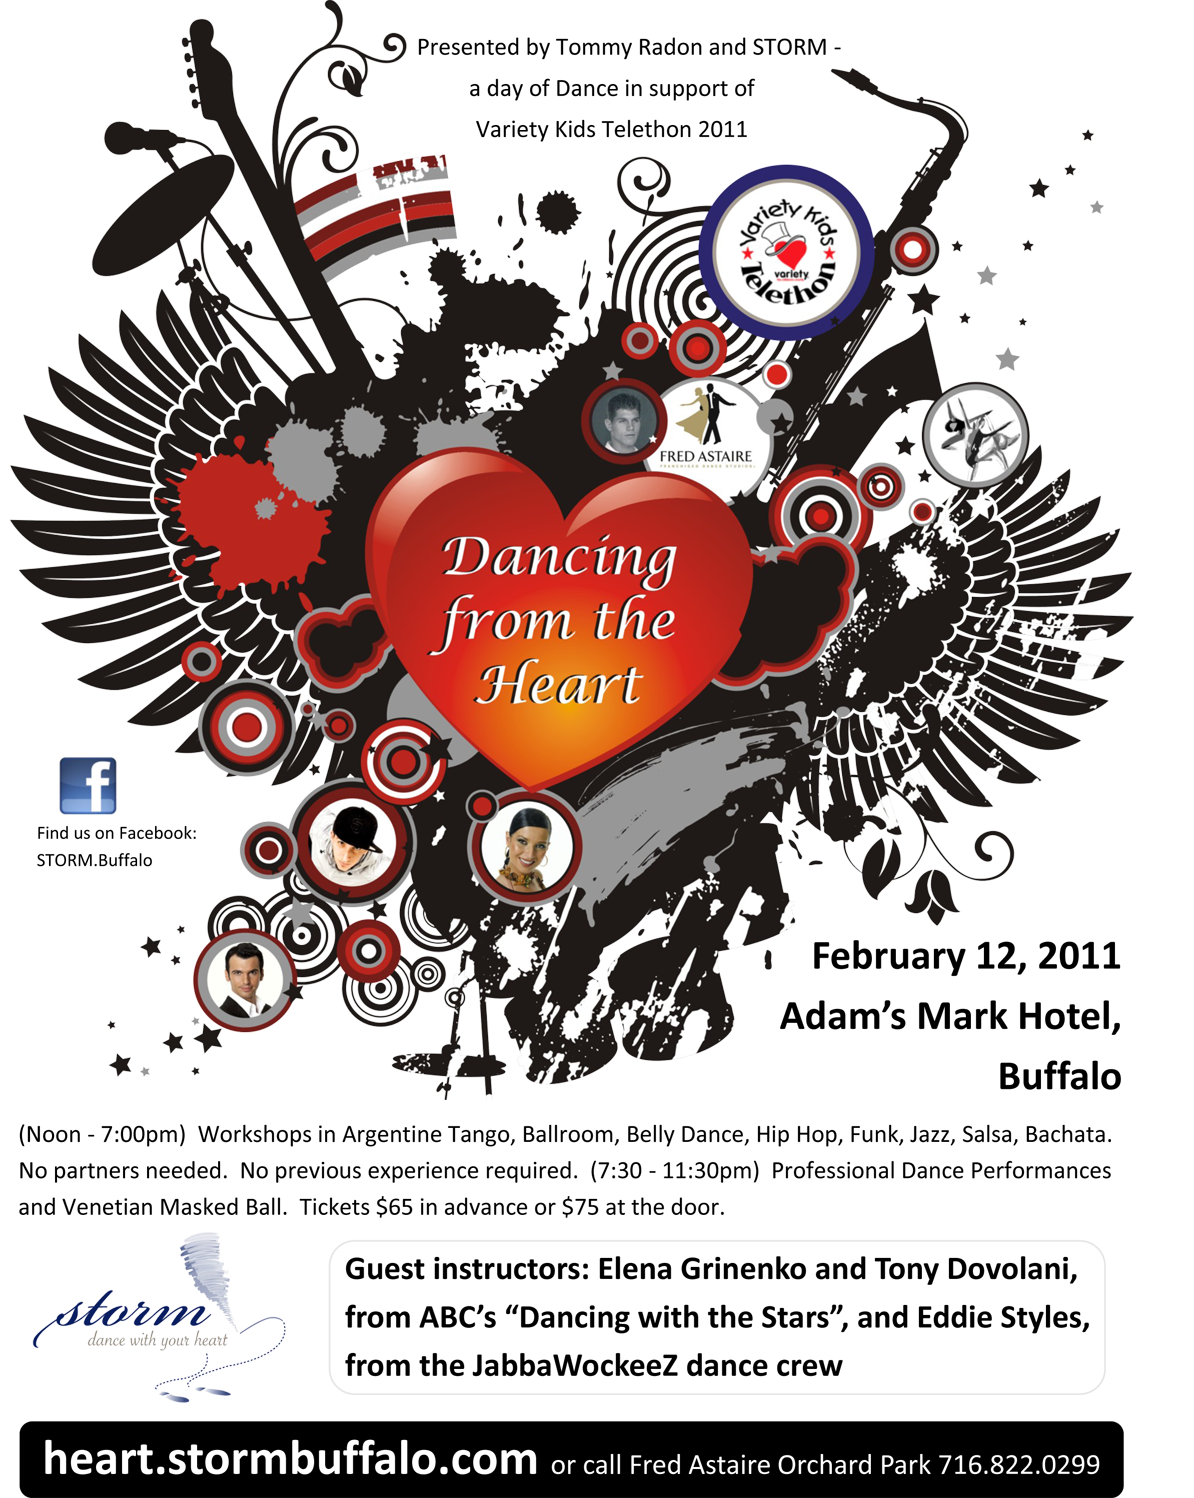 Presented by Tommy Radon and STORM -
a day of Dance in support of
Variety Kids Telethon 2011
Variety Kids
variety
Telethon
FRED ASTAIRE
FRANCHISED DANCE STUDIOS
Dancing
from the
Heart
f
Find us on Facebook:
STORM.Buffalo
February 12, 2011
Adam’s Mark Hotel,
Buffalo
(Noon - 7:00pm)  Workshops in Argentine Tango, Ballroom, Belly Dance, Hip Hop, Funk, Jazz, Salsa, Bachata.
No partners needed.  No previous experience required.  (7:30 - 11:30pm)  Professional Dance Performances
and Venetian Masked Ball.  Tickets $65 in advance or $75 at the door.
storm
dance with your heart
Guest instructors: Elena Grinenko and Tony Dovolani,
from ABC’s “Dancing with the Stars”, and Eddie Styles,
from the JabbaWockeeZ dance crew
heart.stormbuffalo.com or call Fred Astaire Orchard Park 716.822.0299